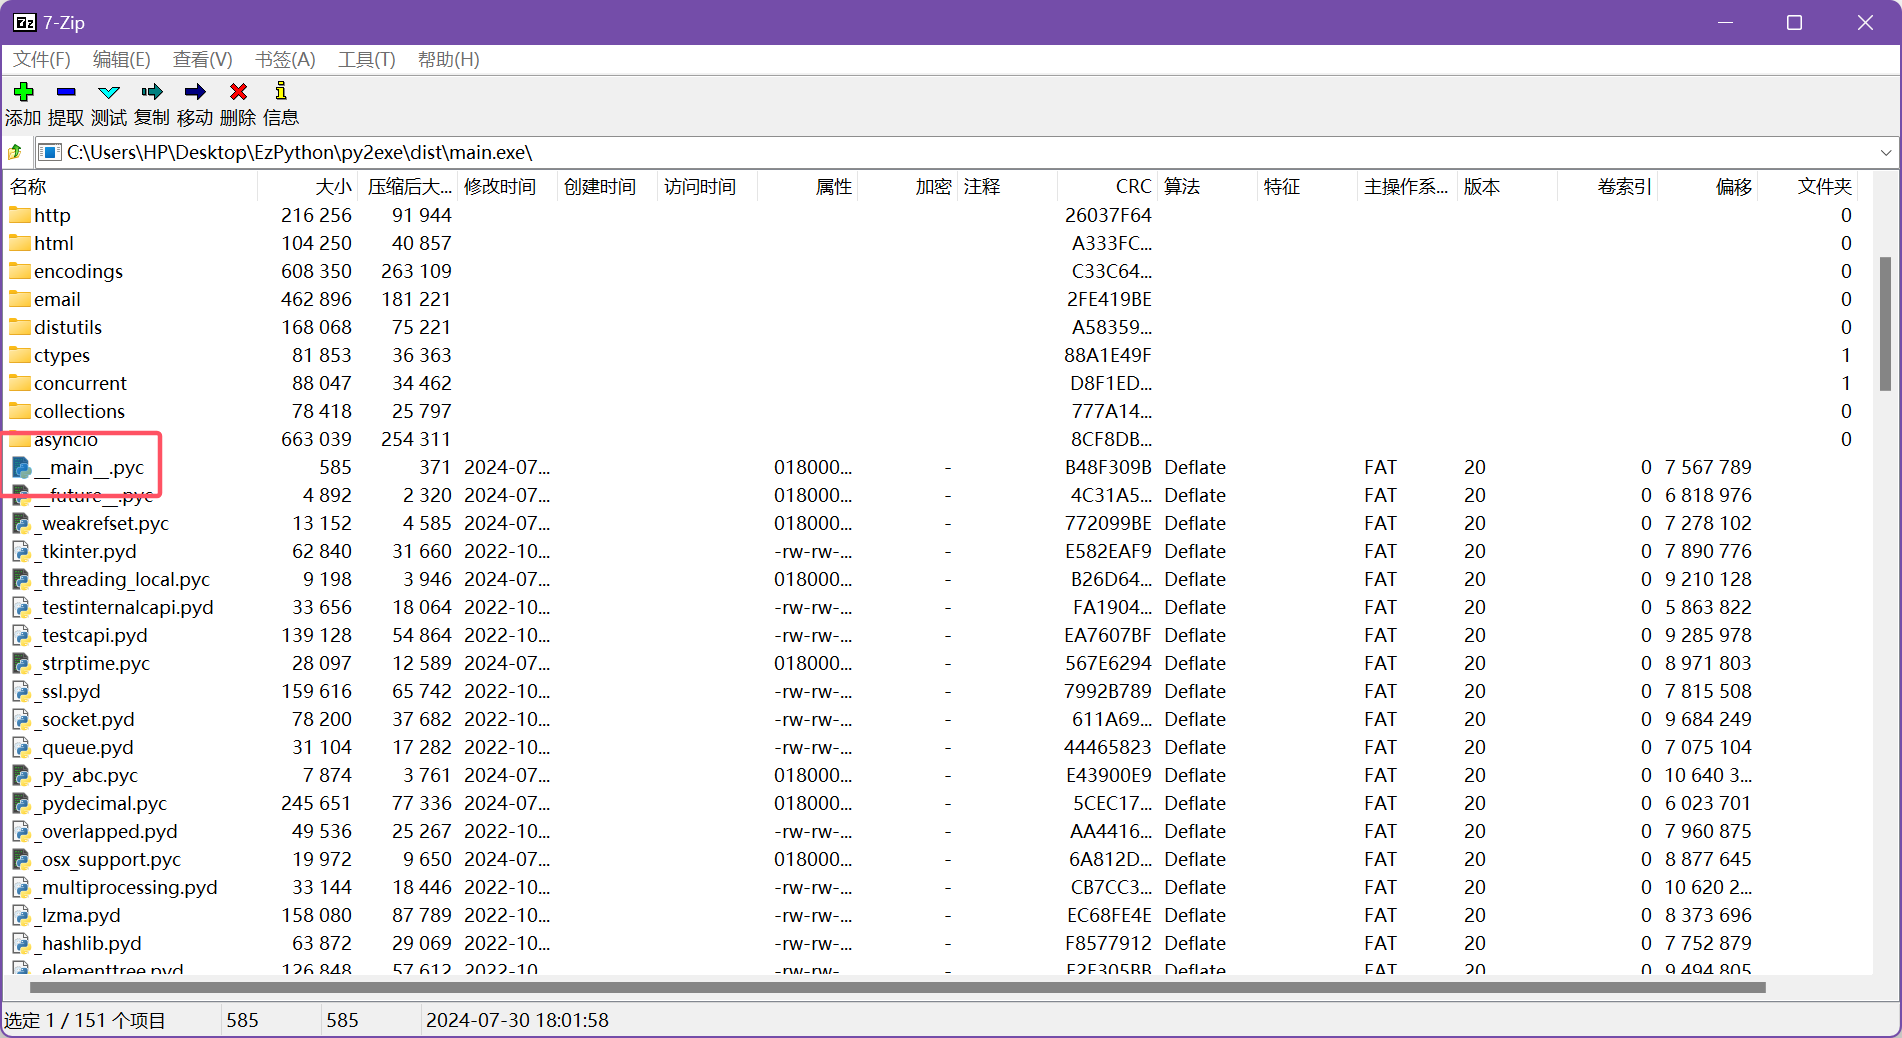 7-Zip
文件(F) 编辑(E) 查看(V) 书签(A) 工具(T) 帮助(H)
添加 提取 测试 复制 移动 删除 信息
C:\Users\HP\Desktop\EzPython\py2exe\dist\main.exe\
名称 大小 压缩后大... 修改时间 创建时间 访问时间 属性 加密 注释 CRC 算法 特征 主操作系... 版本 卷索引 偏移 文件夹
http 216 256 91 944 26037F64 0
html 104 250 40 857 A333FC... 0
encodings 608 350 263 109 C33C64... 0
email 462 896 181 221 2FE419BE 0
distutils 168 068 75 221 A58359... 0
ctypes 81 853 36 363 88A1E49F 1
concurrent 88 047 34 462 D8F1ED... 1
collections 78 418 25 797 777A14... 0
asyncio 663 039 254 311 8CF8DB... 0
__main__.pyc 585 371 2024-07... 018000... - B48F309B Deflate FAT 20 0 7 567 789
__future__.pyc 4 892 2 320 2024-07... 018000... - 4C31A5... Deflate FAT 20 0 6 818 976
_weakrefset.pyc 13 152 4 585 2024-07... 018000... - 772099BE Deflate FAT 20 0 7 278 102
_tkinter.pyd 62 840 31 660 2022-10... -rw-rw-... - E582EAF9 Deflate FAT 20 0 7 890 776
_threading_local.pyc 9 198 3 946 2024-07... 018000... - B26D64... Deflate FAT 20 0 9 210 128
_testinternalcapi.pyd 33 656 18 064 2022-10... -rw-rw-... - FA1904... Deflate FAT 20 0 5 863 822
_testcapi.pyd 139 128 54 864 2022-10... -rw-rw-... - EA7607BF Deflate FAT 20 0 9 285 978
_strptime.pyc 28 097 12 589 2024-07... 018000... - 567E6294 Deflate FAT 20 0 8 971 803
_ssl.pyd 159 616 65 742 2022-10... -rw-rw-... - 7992B789 Deflate FAT 20 0 7 815 508
_socket.pyd 78 200 37 682 2022-10... -rw-rw-... - 611A69... Deflate FAT 20 0 9 684 249
_queue.pyd 31 104 17 282 2022-10... -rw-rw-... - 44465823 Deflate FAT 20 0 7 075 104
_py_abc.pyc 7 874 3 761 2024-07... 018000... - E43900E9 Deflate FAT 20 0 10 640 3...
_pydecimal.pyc 245 651 77 336 2024-07... 018000... - 5CEC17... Deflate FAT 20 0 6 023 701
_overlapped.pyd 49 536 25 267 2022-10... -rw-rw-... - AA4416... Deflate FAT 20 0 7 960 875
_osx_support.pyc 19 972 9 650 2024-07... 018000... - 6A812D... Deflate FAT 20 0 8 877 645
_multiprocessing.pyd 33 144 18 446 2022-10... -rw-rw-... - CB7CC3... Deflate FAT 20 0 10 620 2...
_lzma.pyd 158 080 87 789 2022-10... -rw-rw-... - EC68FE4E Deflate FAT 20 0 8 373 696
_hashlib.pyd 63 872 29 069 2022-10... -rw-rw-... - F8577912 Deflate FAT 20 0 7 752 879
_elementtree.pyd 126 848 57 612 2022-10... -rw-rw-... - F2F305BB Deflate FAT 20 0 9 494 805
选定 1 / 151 个项目 585 585 2024-07-30 18:01:58